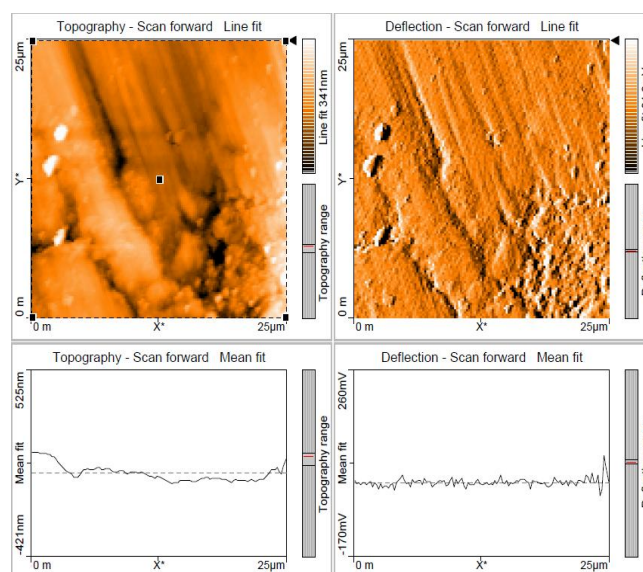 Topography - Scan forward Line fit
25µm
Y*
0 m
0 m
X*
25µm
Line fit 341nm
Topography range
Deflection - Scan forward Line fit
25µm
Y*
0 m
0 m
X*
25µm
Topography - Scan forward Mean fit
525nm
Mean fit
-421nm
0 m
X*
25µm
Topography range
Deflection - Scan forward Mean fit
260mV
Mean fit
-170mV
0 m
X*
25µm